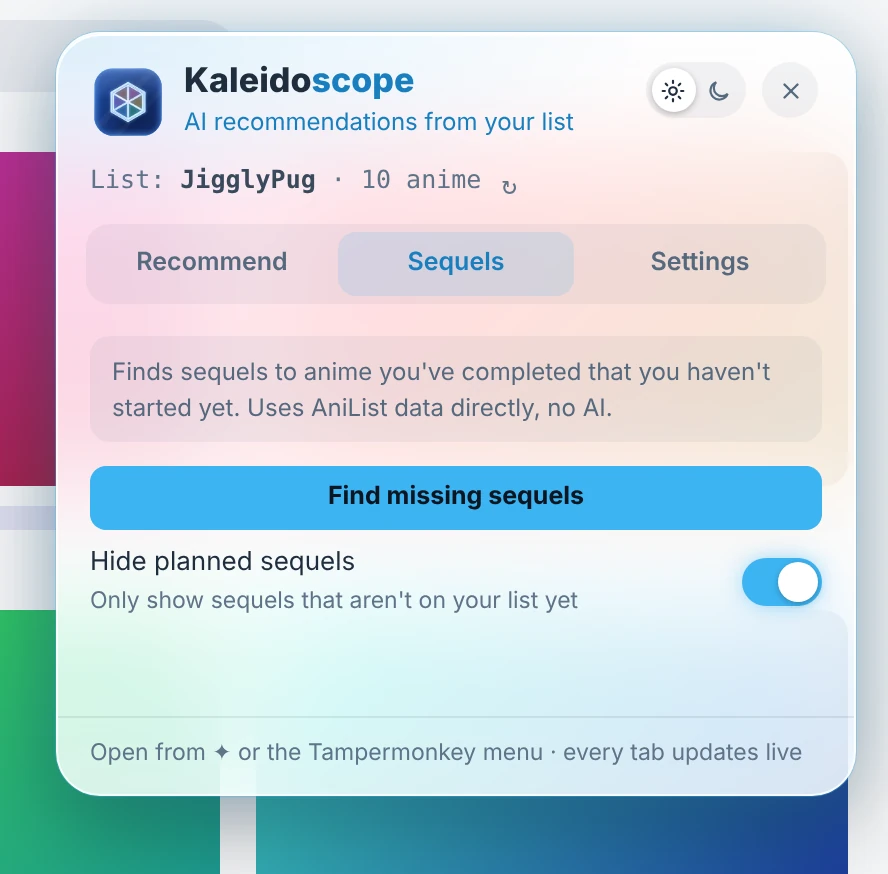 Kaleidoscope
AI recommendations from your list
List: JigglyPug · 10 anime ↻
Recommend
Sequels
Settings
Finds sequels to anime you've completed that you haven't
started yet. Uses AniList data directly, no AI.
Find missing sequels
Hide planned sequels
Only show sequels that aren't on your list yet
Open from ✦ or the Tampermonkey menu · every tab updates live